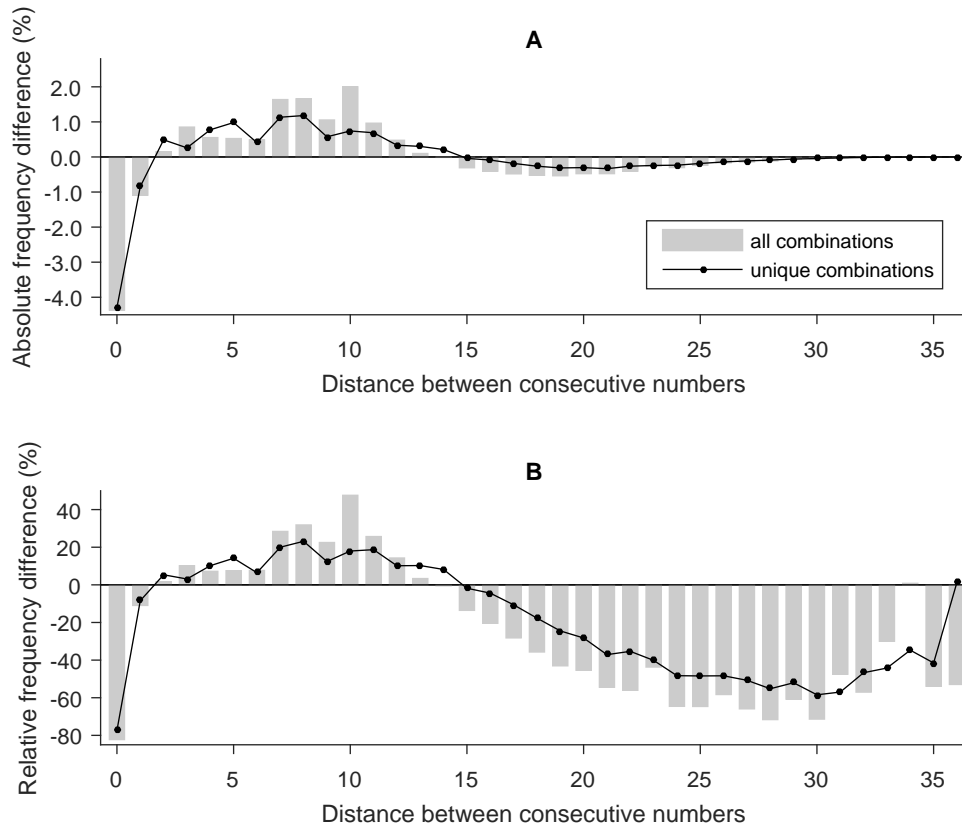 A
Absolute frequency difference (%)
2.0
1.0
0.0
-1.0
-2.0
-3.0
-4.0
all combinations
unique combinations
0 5 10 15 20 25 30 35
Distance between consecutive numbers
B
Relative frequency difference (%)
40
20
0
-20
-40
-60
-80
0 5 10 15 20 25 30 35
Distance between consecutive numbers